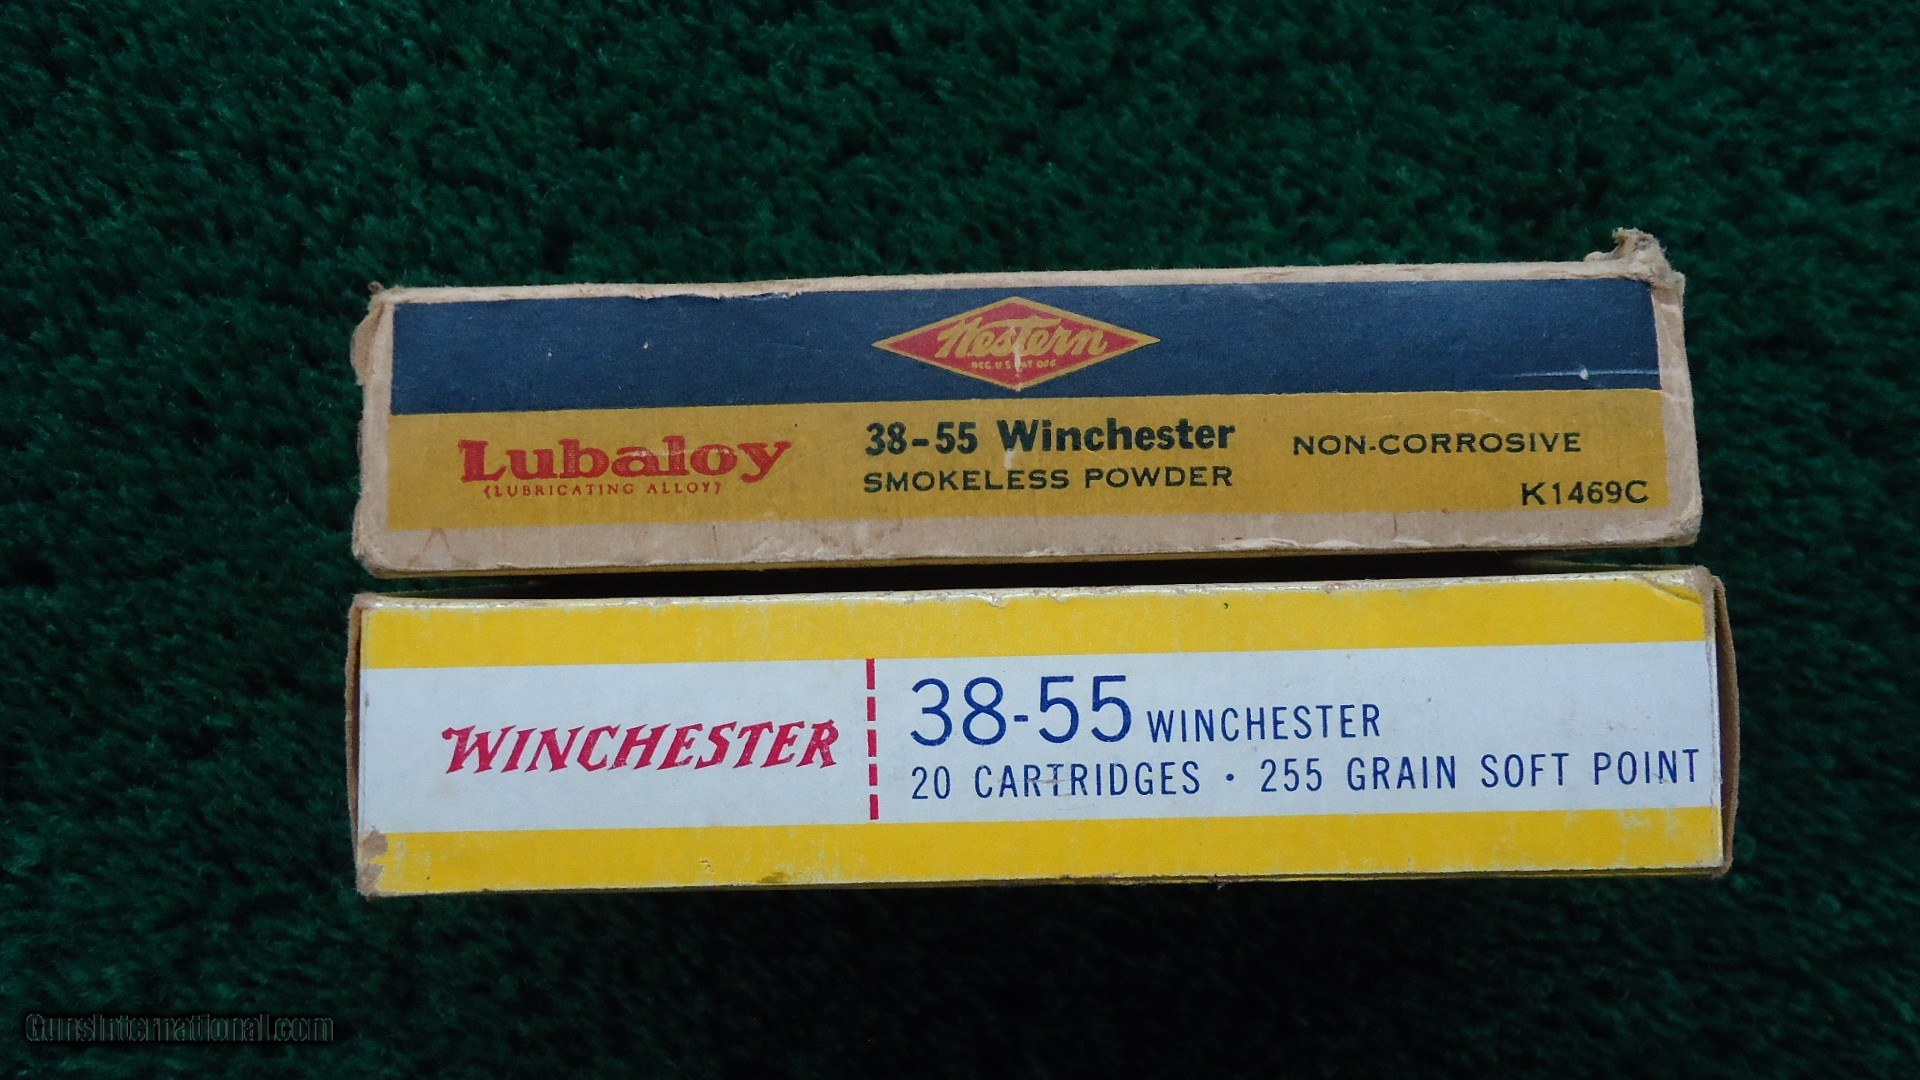 Western
REG. U.S. PAT. OFF.
Lubaloy
(LUBRICATING ALLOY)
38-55 Winchester
SMOKELESS POWDER
NON-CORROSIVE
K1469C
WINCHESTER
38-55 WINCHESTER
20 CARTRIDGES · 255 GRAIN SOFT POINT
GunsInternational.com